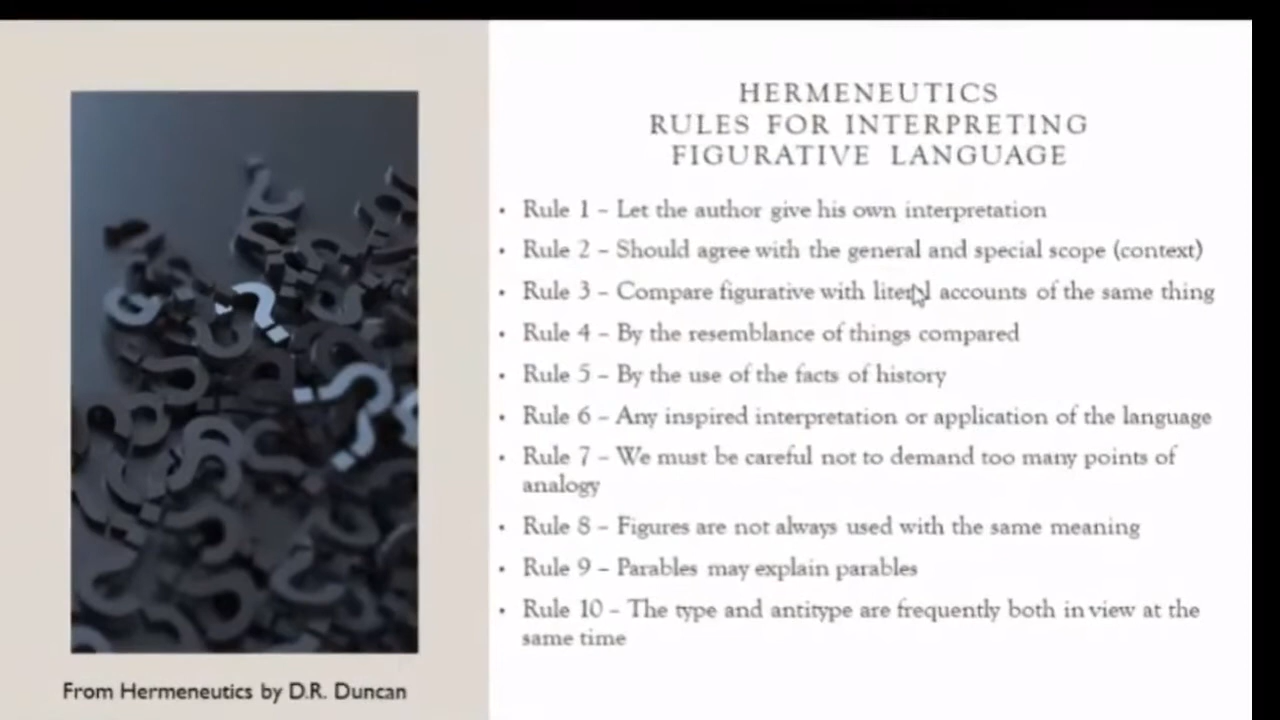 HERMENEUTICS
RULES FOR INTERPRETING
FIGURATIVE LANGUAGE
• Rule 1 – Let the author give his own interpretation
• Rule 2 – Should agree with the general and special scope (context)
• Rule 3 – Compare figurative with literal accounts of the same thing
• Rule 4 – By the resemblance of things compared
• Rule 5 – By the use of the facts of history
• Rule 6 – Any inspired interpretation or application of the language
• Rule 7 – We must be careful not to demand too many points of
analogy
• Rule 8 – Figures are not always used with the same meaning
• Rule 9 – Parables may explain parables
• Rule 10 – The type and antitype are frequently both in view at the
same time
From Hermeneutics by D.R. Duncan